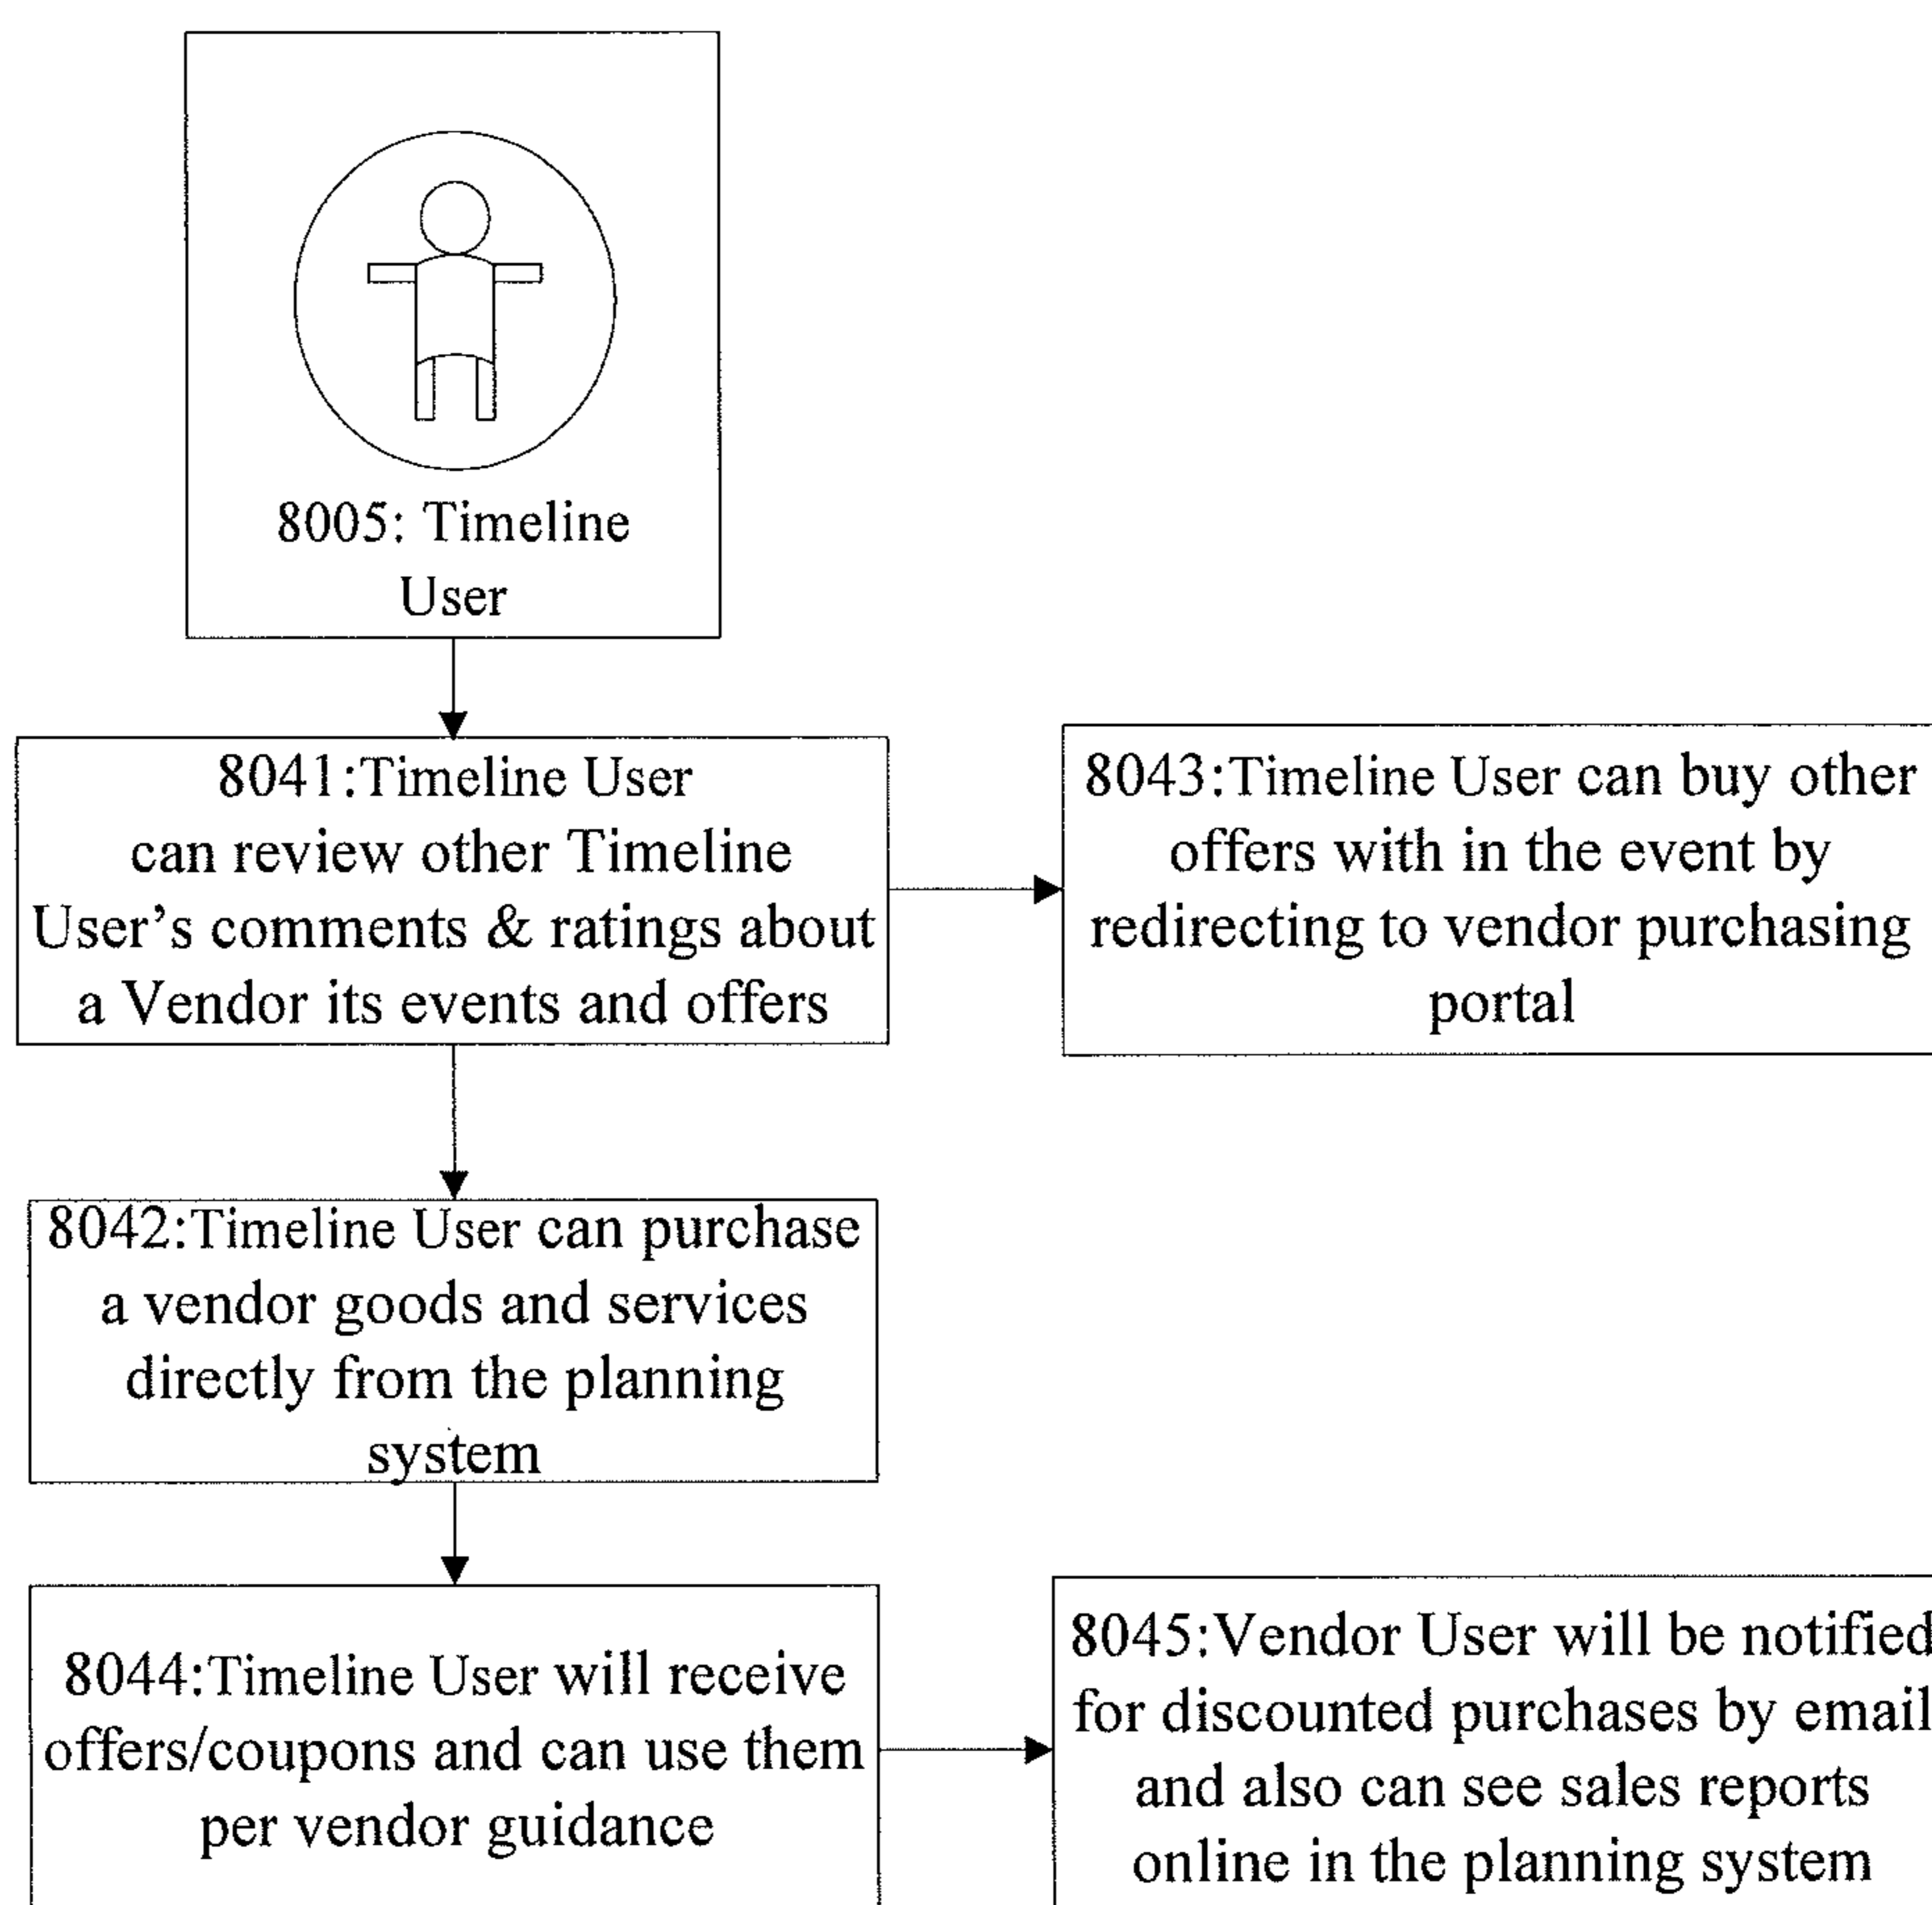 8005: Timeline
User
8041:Timeline User
can review other Timeline
User's comments & ratings about
a Vendor its events and offers
8043:Timeline User can buy other
offers with in the event by
redirecting to vendor purchasing
portal
8042:Timeline User can purchase
a vendor goods and services
directly from the planning
system
8044:Timeline User will receive
offers/coupons and can use them
per vendor guidance
8045:Vendor User will be notified
for discounted purchases by email
and also can see sales reports
online in the planning system